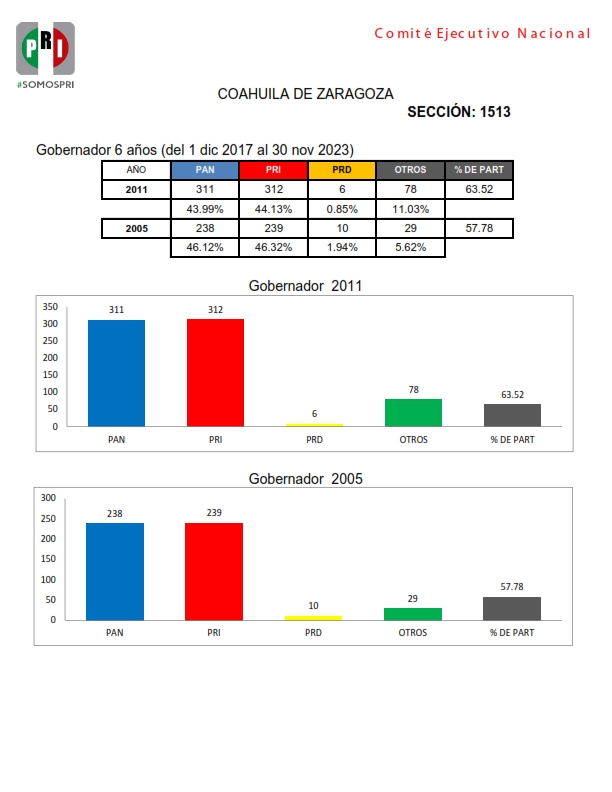 PRI
#SOMOSPRI
Comité Ejecutivo Nacional
COAHUILA DE ZARAGOZA
SECCIÓN: 1513
Gobernador 6 años (del 1 dic 2017 al 30 nov 2023)
AÑO PAN PRI PRD OTROS % DE PART
2011 311 312 6 78 63.52
43.99% 44.13% 0.85% 11.03%
2005 238 239 10 29 57.78
46.12% 46.32% 1.94% 5.62%
Gobernador 2011
350
300
250
200
150
100
50
0
311 312 6 78 63.52
PAN PRI PRD OTROS % DE PART
Gobernador 2005
300
250
200
150
100
50
0
238 239 10 29 57.78
PAN PRI PRD OTROS % DE PART